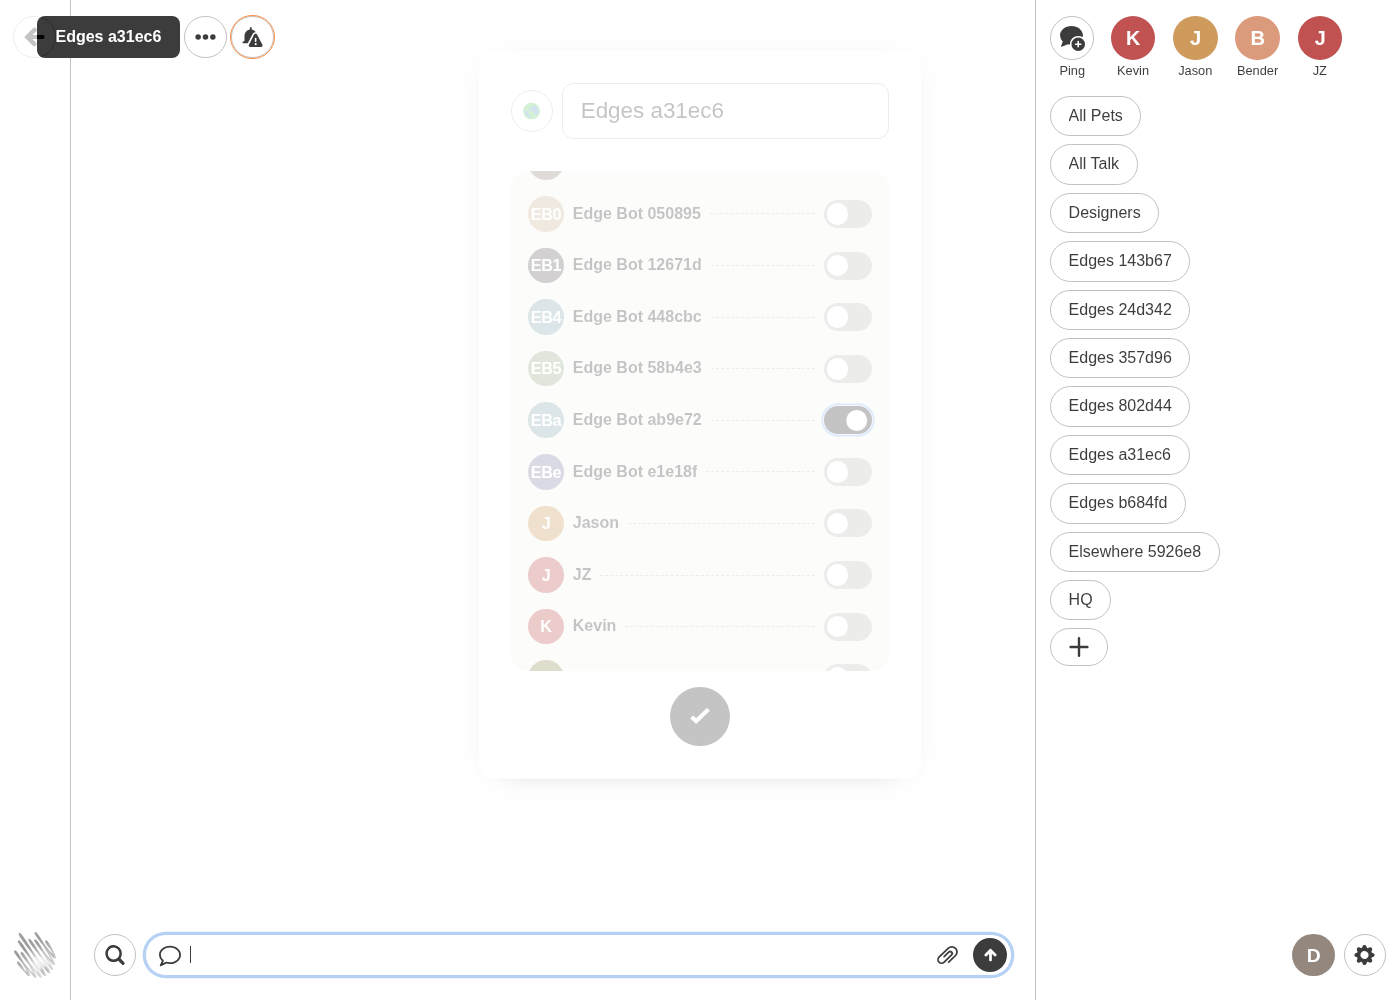 Edges a31ec6
Edges a31ec6
EB0 Edge Bot 050895
EB1 Edge Bot 12671d
EB4 Edge Bot 448cbc
EB5 Edge Bot 58b4e3
EBa Edge Bot ab9e72
EBe Edge Bot e1e18f
J Jason
J JZ
K Kevin
K J B J
Ping Kevin Jason Bender JZ
All Pets
All Talk
Designers
Edges 143b67
Edges 24d342
Edges 357d96
Edges 802d44
Edges a31ec6
Edges b684fd
Elsewhere 5926e8
HQ
D